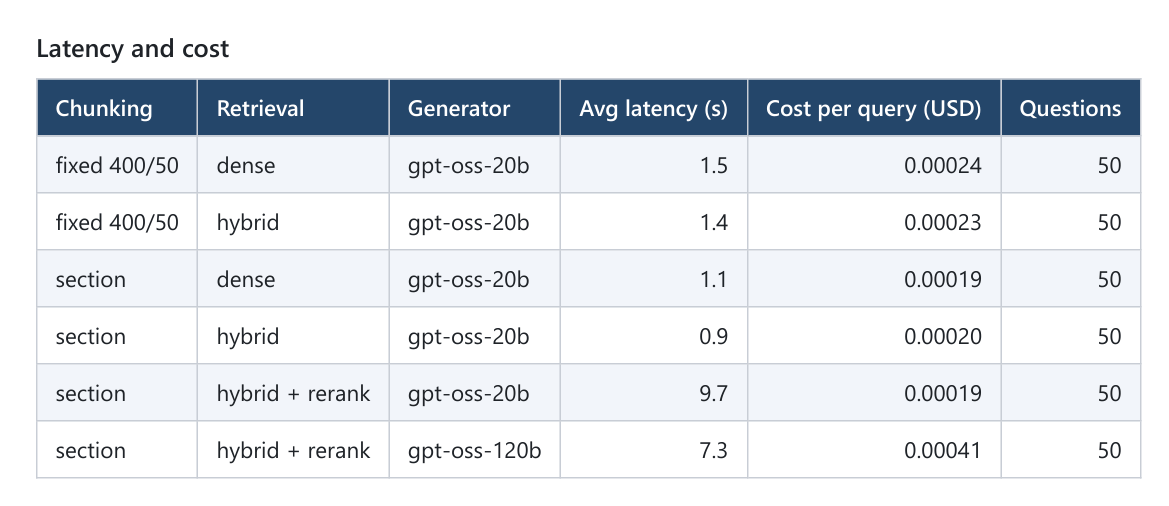 Latency and cost
Chunking Retrieval Generator Avg latency (s) Cost per query (USD) Questions
fixed 400/50 dense gpt-oss-20b 1.5 0.00024 50
fixed 400/50 hybrid gpt-oss-20b 1.4 0.00023 50
section dense gpt-oss-20b 1.1 0.00019 50
section hybrid gpt-oss-20b 0.9 0.00020 50
section hybrid + rerank gpt-oss-20b 9.7 0.00019 50
section hybrid + rerank gpt-oss-120b 7.3 0.00041 50